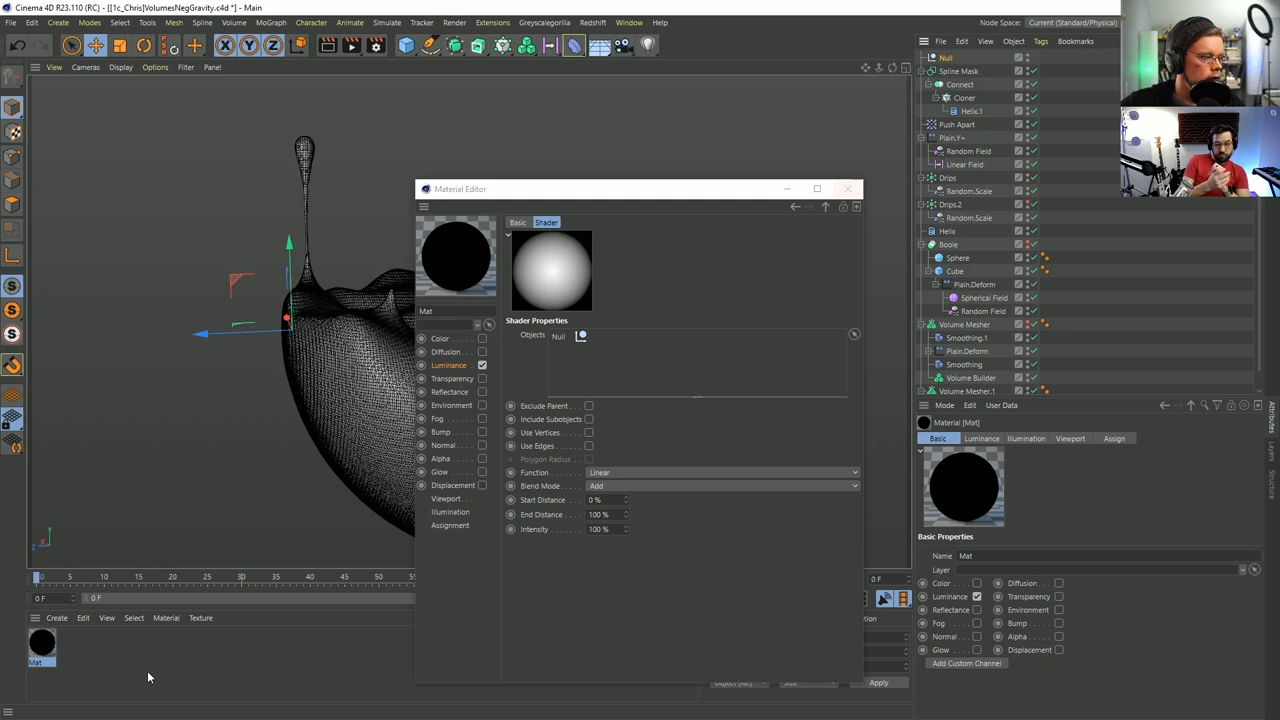 Cinema 4D R23.110 (RC) - [[1c_Chris]VolumesNegGravity.c4d *] - Main
File Edit Create Modes Select Tools Mesh Spline Volume MoGraph Character Animate Simulate Tracker Render Extensions Greyscalegorilla Redshift Window Help
Node Space: Current (Standard/Physical)
X Y Z
File Edit View Object Tags Bookmarks
View Cameras Display Options Filter Panel
Null
Spline Mask
Connect
Cloner
Helix.1
Push Apart
Plain.Y+
Random Field
Linear Field
Drips
Random.Scale
Drips.2
Random.Scale
Helix
Boole
Sphere
Cube
Plain.Deform
Spherical Field
Random Field
Volume Mesher
Smoothing.1
Plain.Deform
Smoothing
Volume Builder
Volume Mesher.1
Material Editor
Basic Shader
Mat
Shader Properties
Objects Null
Color
Diffusion
Luminance
Transparency
Reflectance
Environment
Fog
Bump
Normal
Alpha
Glow
Displacement
Viewport
Illumination
Assignment
Exclude Parent
Include Subobjects
Use Vertices
Use Edges
Polygon Radius
Function Linear
Blend Mode Add
Start Distance 0 %
End Distance 100 %
Intensity 100 %
Mode Edit User Data
Material [Mat]
Basic Luminance Illumination Viewport Assign
Basic Properties
Name Mat
Layer
Color Diffusion
Luminance Transparency
Reflectance Environment
Fog Bump
Normal Alpha
Glow Displacement
Add Custom Channel
Attributes
Layers
Structure
Y
Z X
0 5 10 15 20 25 30 35 40 45 50 55
0 F
0 F 0 F
Create Edit View Select Material Texture
Mat
Size
Apply